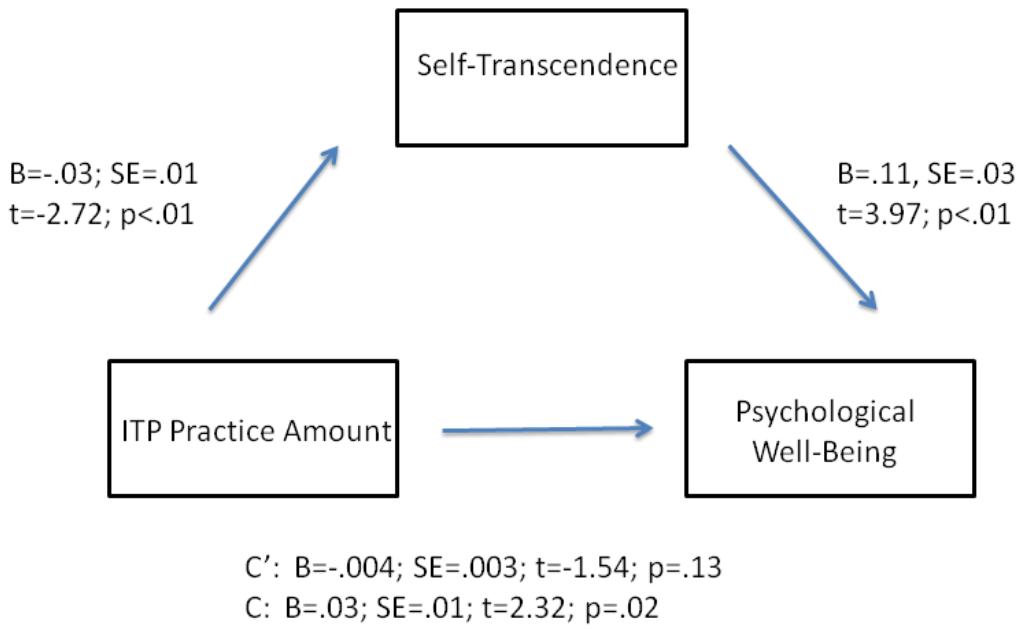 Self-Transcendence
B=-.03; SE=.01
t=-2.72; p<.01
B=.11, SE=.03
t=3.97; p<.01
ITP Practice Amount
Psychological
Well-Being
C’: B=-.004; SE=.003; t=-1.54; p=.13
C: B=.03; SE=.01; t=2.32; p=.02